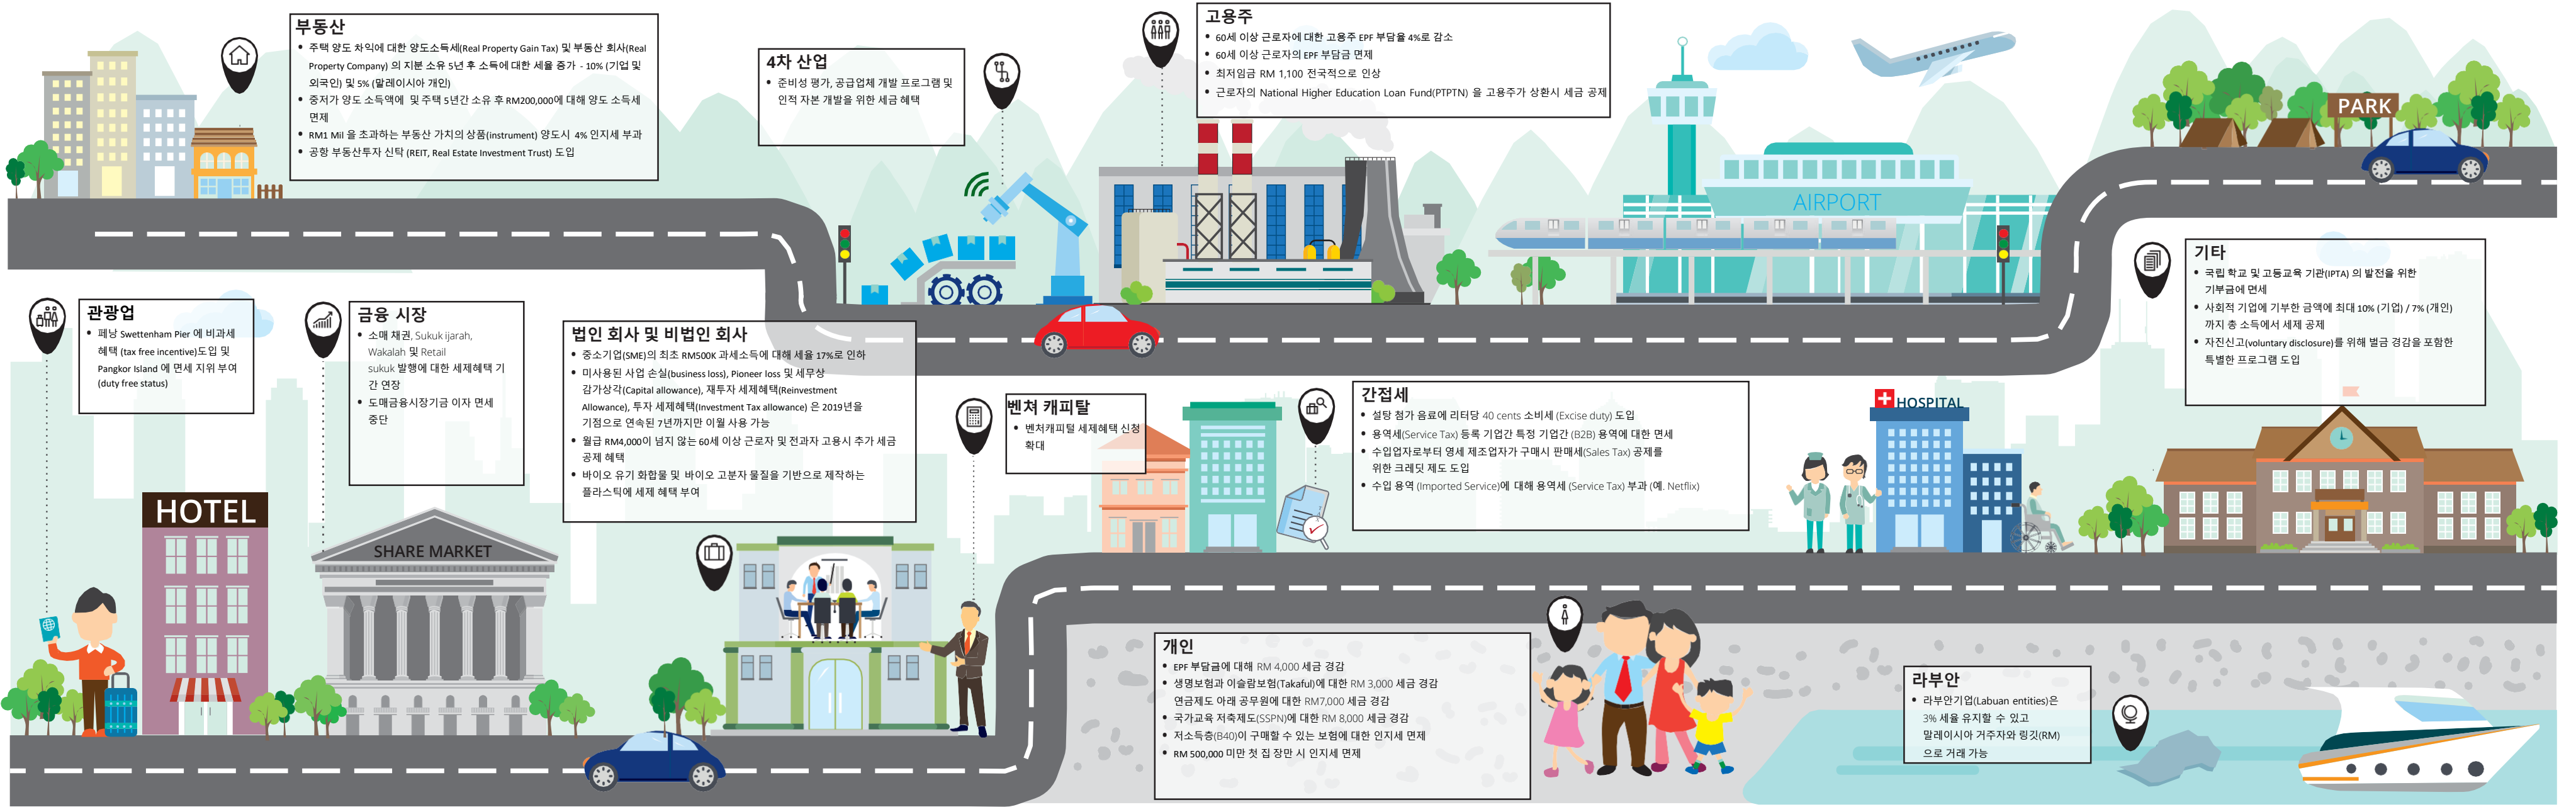 부동산
• 주택 양도 차익에 대한 양도소득세(Real Property Gain Tax) 및 부동산 회사(Real
Property Company) 의 지분 소유 5년 후 소득에 대한 세율 증가 - 10% (기업 및
외국인) 및 5% (말레이시아 개인)
• 중저가 양도 소득액에 및 주택 5년간 소유 후 RM200,000에 대해 양도 소득세
면제
• RM1 Mil 을 초과하는 부동산 가치의 상품(instrument) 양도시 4% 인지세 부과
• 공항 부동산투자 신탁 (REIT, Real Estate Investment Trust) 도입
4차 산업
• 준비성 평가, 공급업체 개발 프로그램 및
인적 자본 개발을 위한 세금 혜택
고용주
• 60세 이상 근로자에 대한 고용주 EPF 부담율 4%로 감소
• 60세 이상 근로자의 EPF 부담금 면제
• 최저임금 RM 1,100 전국적으로 인상
• 근로자의 National Higher Education Loan Fund(PTPTN) 을 고용주가 상환시 세금 공제
AIRPORT
PARK
기타
• 국립 학교 및 고등교육 기관(IPTA) 의 발전을 위한
기부금에 면세
• 사회적 기업에 기부한 금액에 최대 10% (기업) / 7% (개인)
까지 총 소득에서 세제 공제
• 자진신고(voluntary disclosure)를 위해 벌금 경감을 포함한
특별한 프로그램 도입
관광업
• 페낭 Swettenham Pier 에 비과세
혜택 (tax free incentive)도입 및
Pangkor Island 에 면세 지위 부여
(duty free status)
금융 시장
• 소매 채권, Sukuk ijarah,
Wakalah 및 Retail
sukuk 발행에 대한 세제혜택 기
간 연장
• 도매금융시장기금 이자 면세
중단
법인 회사 및 비법인 회사
• 중소기업(SME)의 최초 RM500K 과세소득에 대해 세율 17%로 인하
• 미사용된 사업 손실(business loss), Pioneer loss 및 세무상
감가상각(Capital allowance), 재투자 세제혜택(Reinvestment
Allowance), 투자 세제혜택(Investment Tax allowance) 은 2019년을
기점으로 연속된 7년까지만 이월 사용 가능
• 월급 RM4,000이 넘지 않는 60세 이상 근로자 및 전과자 고용시 추가 세금
공제 혜택
• 바이오 유기 화합물 및 바이오 고분자 물질을 기반으로 제작하는
플라스틱에 세제 혜택 부여
벤쳐 캐피탈
• 벤처캐피털 세제혜택 신청
확대
간접세
• 설탕 첨가 음료에 리터당 40 cents 소비세 (Excise duty) 도입
• 용역세(Service Tax) 등록 기업간 특정 기업간 (B2B) 용역에 대한 면세
• 수입업자로부터 영세 제조업자가 구매시 판매세(Sales Tax) 공제를
위한 크레딧 제도 도입
• 수입 용역 (Imported Service)에 대해 용역세 (Service Tax) 부과 (예. Netflix)
HOSPITAL
HOTEL
SHARE MARKET
개인
• EPF 부담금에 대해 RM 4,000 세금 경감
• 생명보험과 이슬람보험(Takaful)에 대한 RM 3,000 세금 경감
연금제도 아래 공무원에 대한 RM7,000 세금 경감
• 국가교육 저축제도(SSPN)에 대한 RM 8,000 세금 경감
• 저소득층(B40)이 구매할 수 있는 보험에 대한 인지세 면제
• RM 500,000 미만 첫 집 장만 시 인지세 면제
라부안
• 라부안기업(Labuan entities)은
3% 세율 유지할 수 있고
말레이시아 거주자와 링깃(RM)
으로 거래 가능